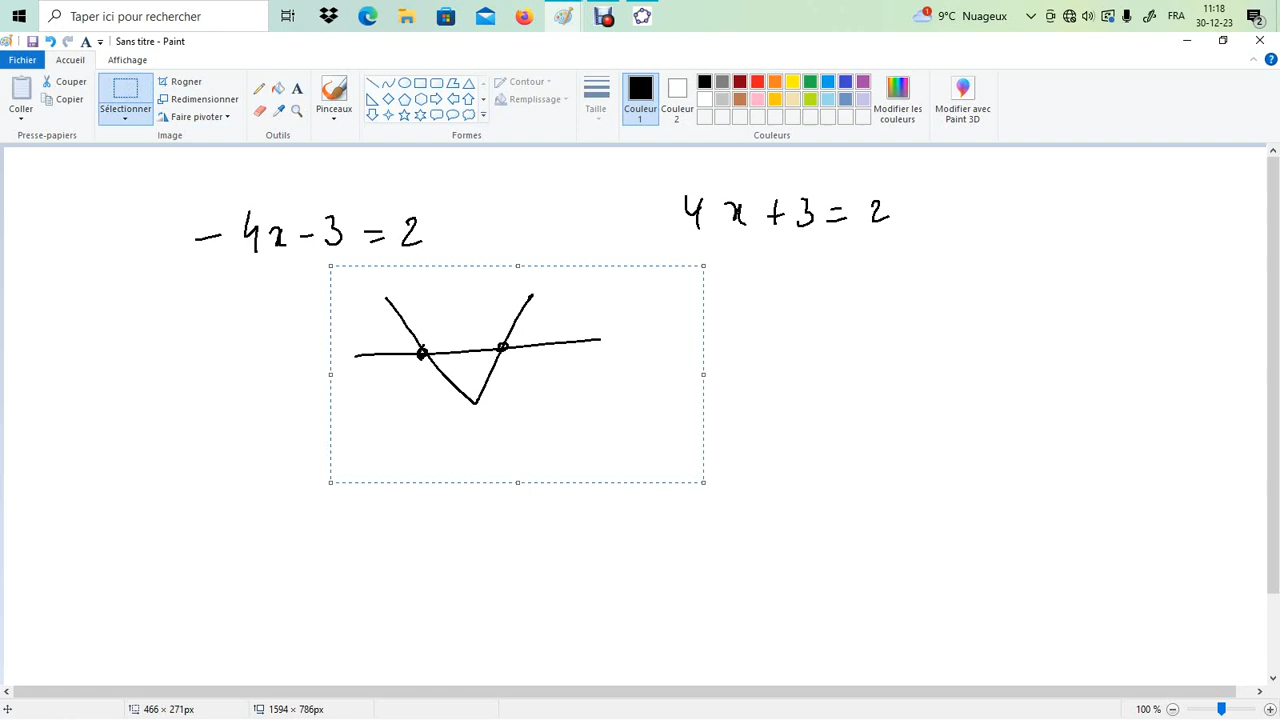 Taper ici pour rechercher
9°C Nuageux
FRA
11:18
30-12-23
2
Sans titre - Paint
Fichier
Accueil
Affichage
Coller
Couper
Copier
Presse-papiers
Sélectionner
Rogner
Redimensionner
Faire pivoter
Image
A
Outils
Pinceaux
Contour
Remplissage
Formes
Taille
Couleur 1
Couleur 2
Modifier les couleurs
Couleurs
Modifier avec Paint 3D
- 4x - 3 = 2
4 x + 3 = 2
466 × 271px
1594 × 786px
100 %